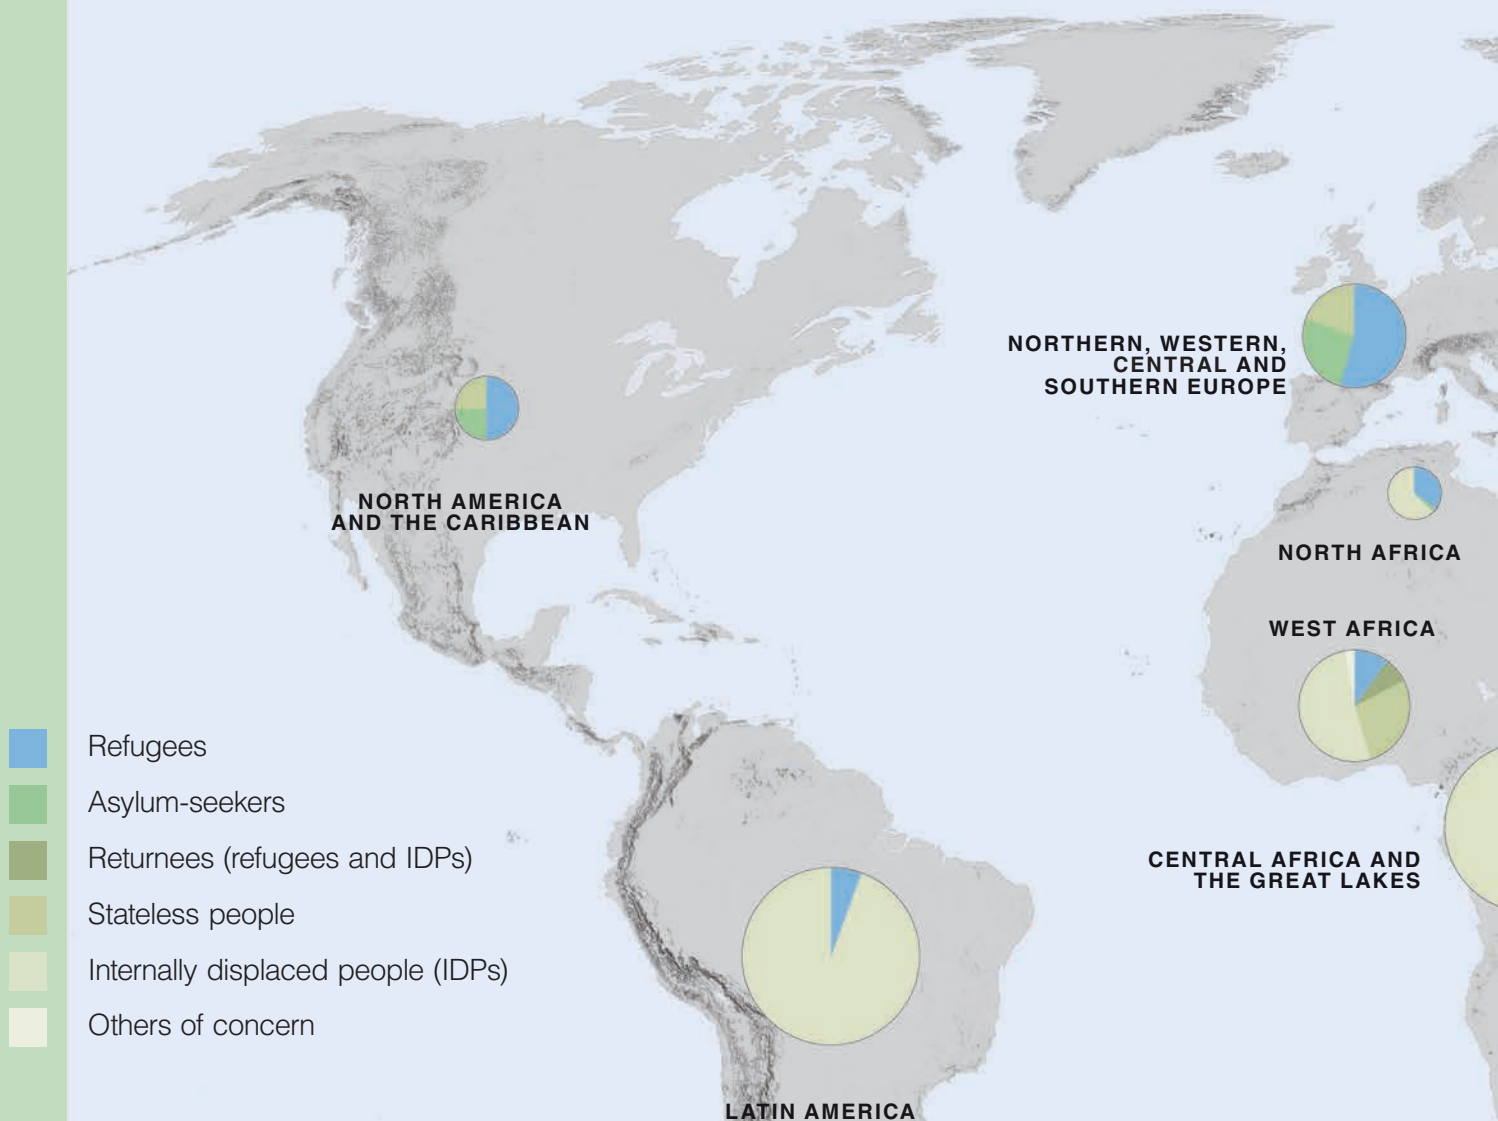 NORTHERN, WESTERN,
CENTRAL AND
SOUTHERN EUROPE
NORTH AMERICA
AND THE CARIBBEAN
NORTH AFRICA
WEST AFRICA
Refugees
Asylum-seekers
Returnees (refugees and IDPs)
Stateless people
Internally displaced people (IDPs)
Others of concern
CENTRAL AFRICA AND
THE GREAT LAKES
LATIN AMERICA